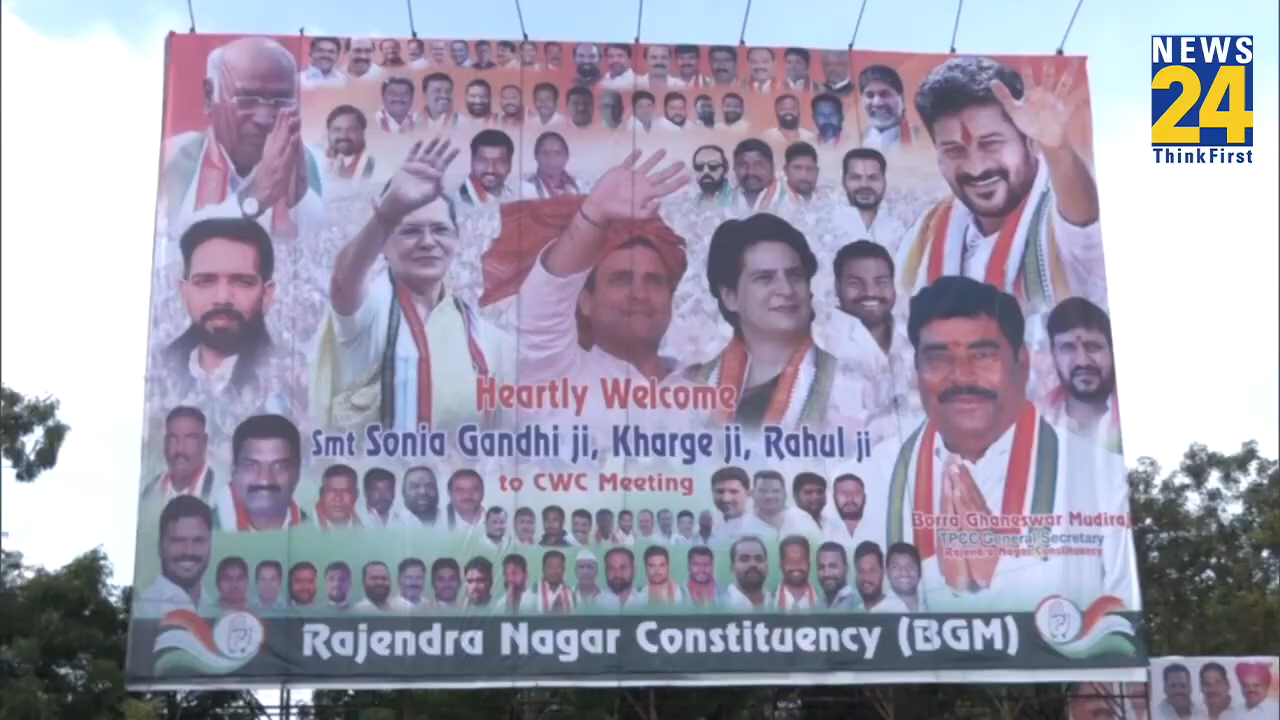 NEWS
24
ThinkFirst
Heartly Welcome
Smt Sonia Gandhi ji, Kharge ji, Rahul ji
to CWC Meeting
Borra Ghaneswar Mudiraj
TPCC General Secretary
Rajendra Nagar Constituency
Rajendra Nagar Constituency (BGM)